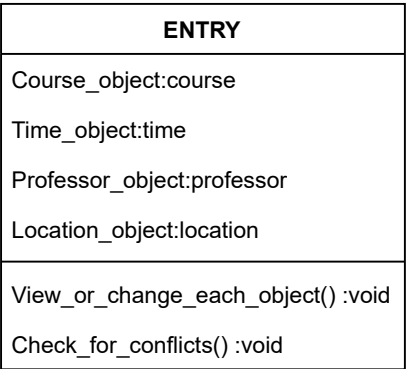 ENTRY
Course_object:course
Time_object:time
Professor_object:professor
Location_object:location
View_or_change_each_object() :void
Check_for_conflicts() :void